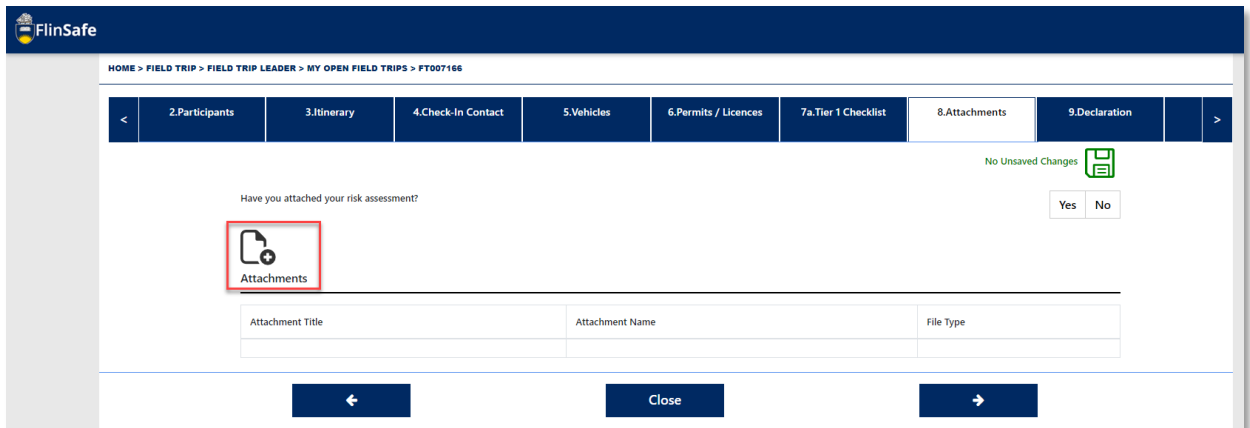 FlinSafe
HOME > FIELD TRIP > FIELD TRIP LEADER > MY OPEN FIELD TRIPS > FT007166
< 2.Participants 3.Itinerary 4.Check-In Contact 5.Vehicles 6.Permits / Licences 7a.Tier 1 Checklist 8.Attachments 9.Declaration >
No Unsaved Changes
Have you attached your risk assessment? Yes No
Attachments
Attachment Title Attachment Name File Type
Close